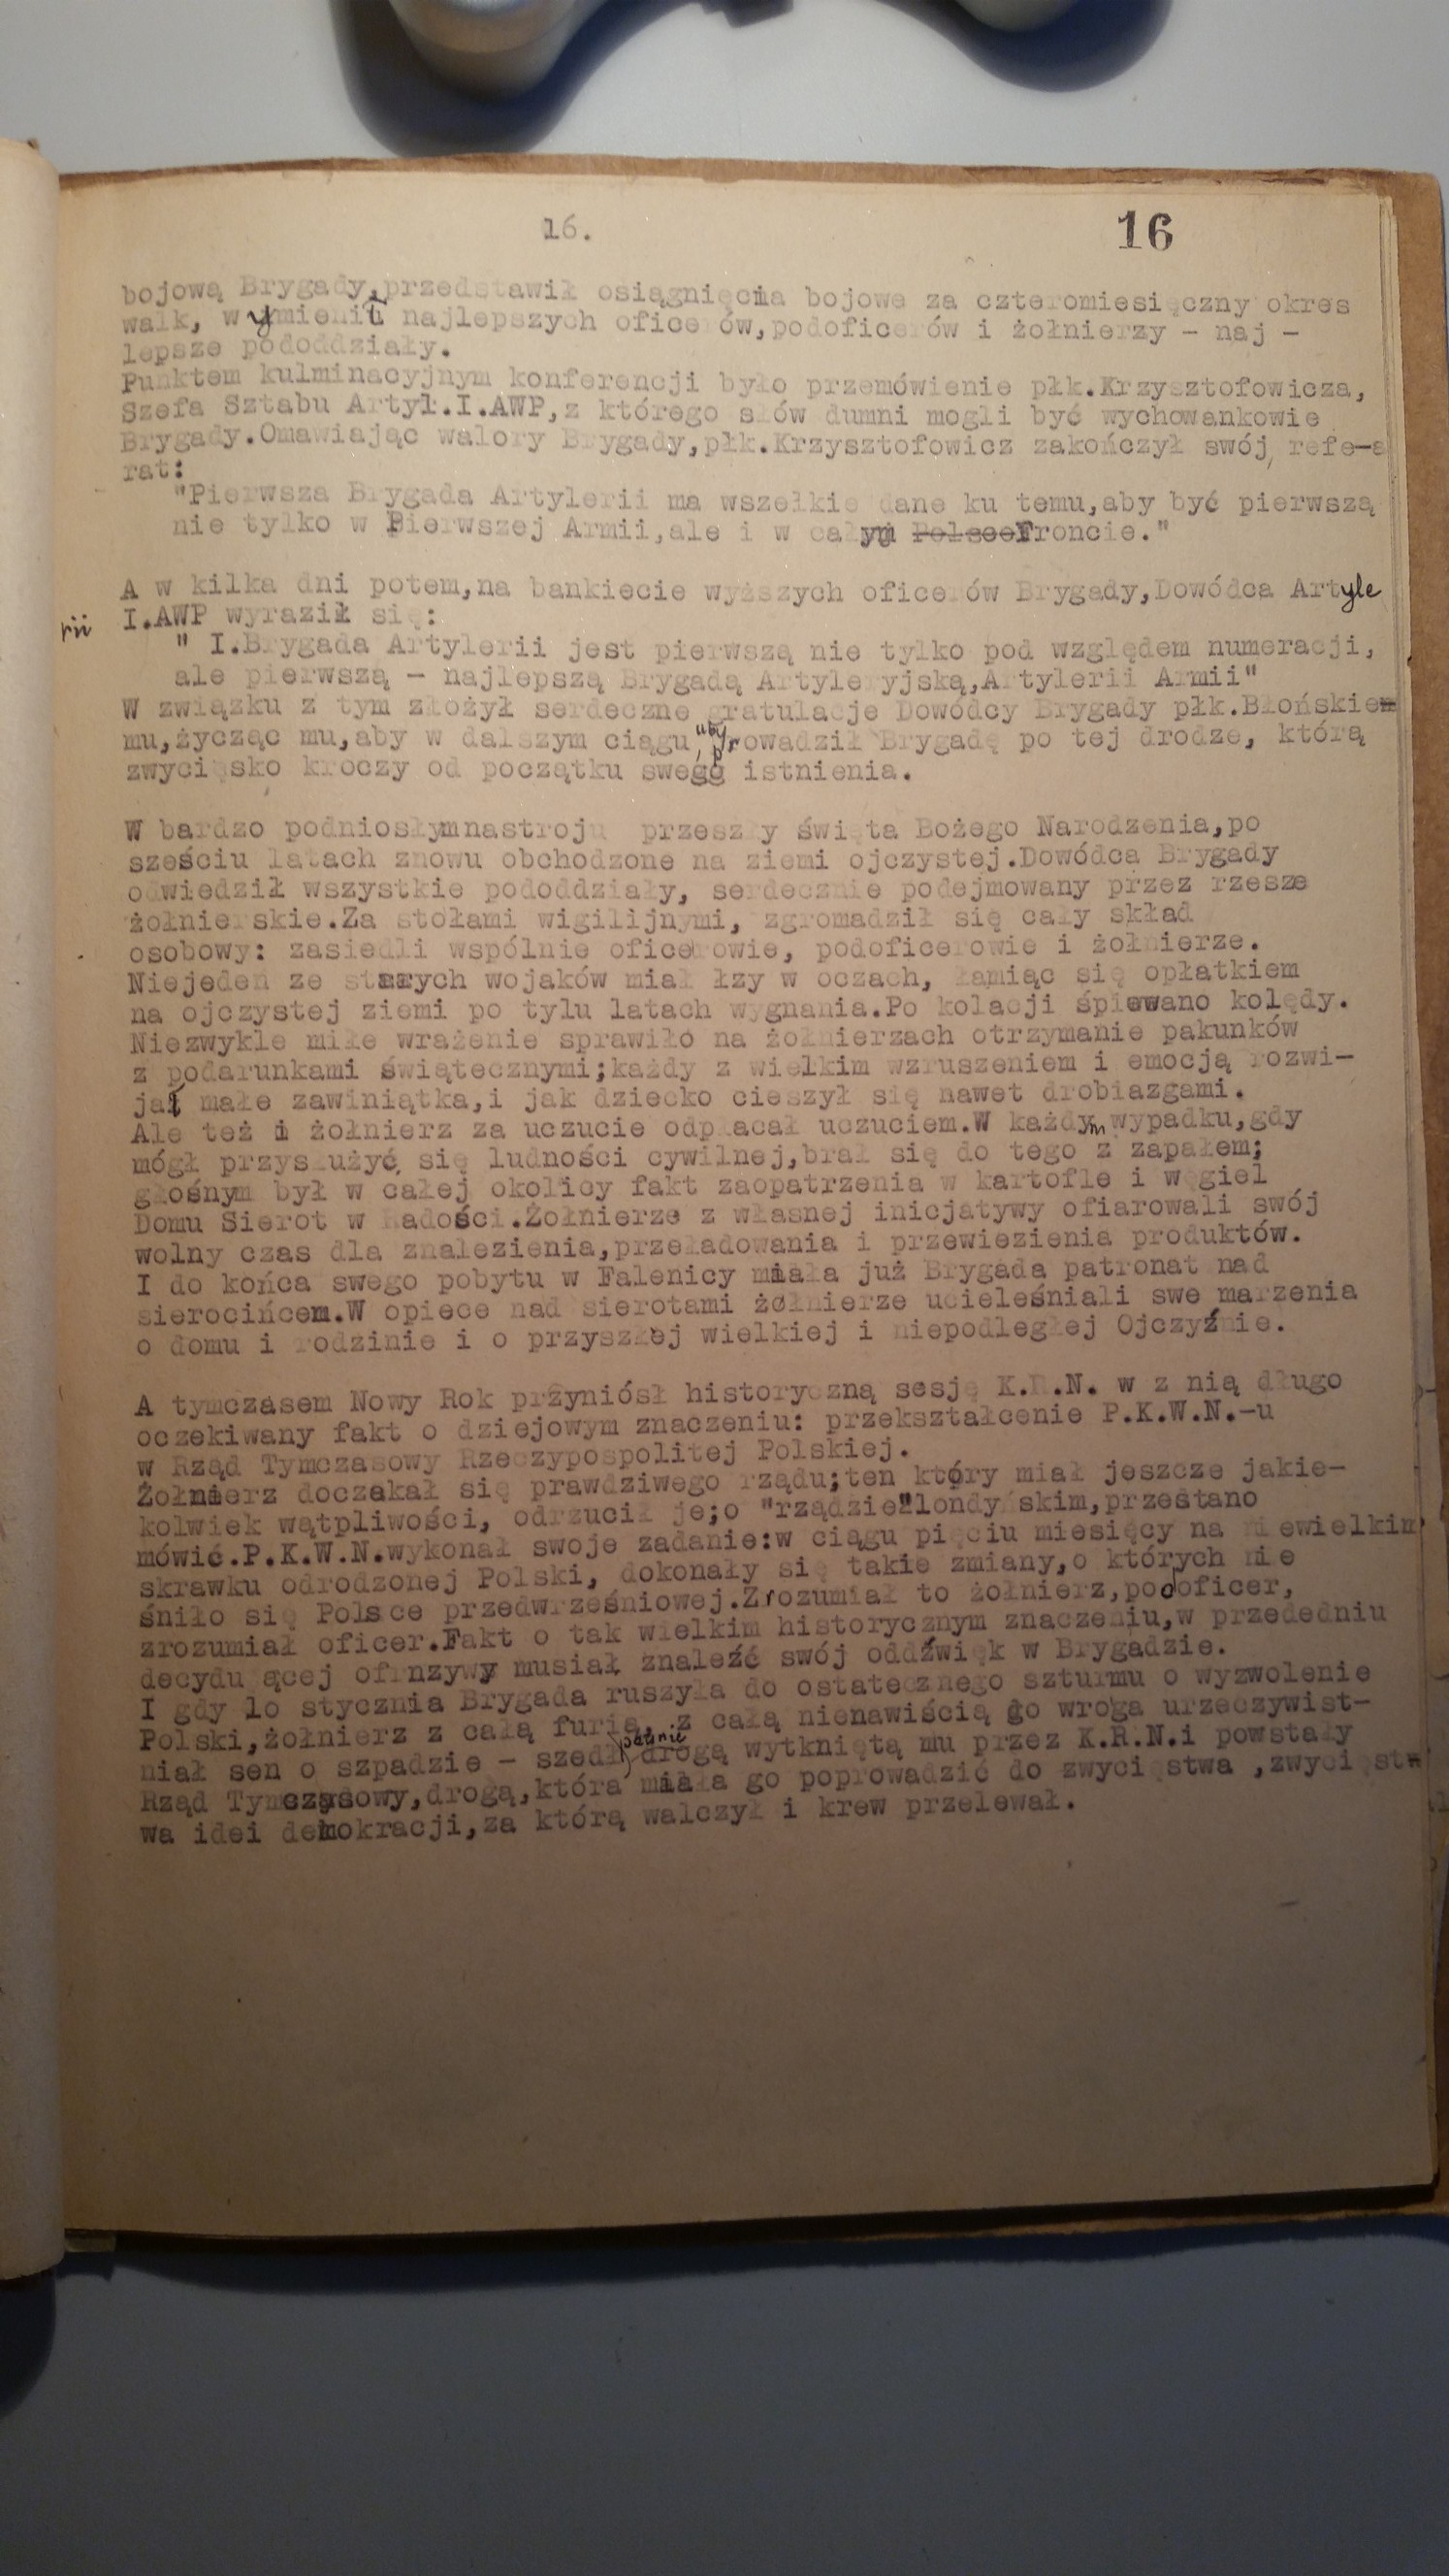 16.
16
bojową Brygady, przedstawił osiągnięcia bojowe za czteromiesięczny okres
walk, wymienił najlepszych oficerów,podoficerów i żołnierzy - naj -
lepsze pododdziały.
Punktem kulminacyjnym konferencji było przemówienie płk.Krzysztofowicza,
Szefa Sztabu Artył.I.AWP,z którego słów dumni mogli być wychowankowie
Brygady.Omawiając walory Brygady,płk.Krzysztofowicz zakończył swój refe-a
rat:
"Pierwsza Brygada Artylerii ma wszelkie dane ku temu,aby być pierwszą
nie tylko w Pierwszej Armii,ale i w całym Polsce Froncie."
A w kilka dni potem,na bankiecie wyższych oficerów Brygady,Dowódca Artyle
rii I.AWP wyraził się:
" I.Brygada Artylerii jest pierwszą nie tylko pod względem numeracji,
ale pierwszą - najlepszą Brygadą Artyleryjską,Artylerii Armii"
W związku z tym złożył serdeczne gratulacje Dowódcy Brygady płk.Błońskie
mu,życząc mu,aby w dalszym ciągu prowadził Brygadę po tej drodze, którą
zwycięsko kroczy od początku swego istnienia.
W bardzo podniosłymnastroju przeszły święta Bożego Narodzenia,po
sześciu latach znowu obchodzone na ziemi ojczystej.Dowódca Brygady
odwiedził wszystkie pododdziały, serdecznie podejmowany przez rzesze
żołnierskie.Za stołami wigilijnymi, zgromadził się cały skład
osobowy: zasiedli wspólnie oficerowie, podoficerowie i żołnierze.
Niejeden ze starych wojaków miał łzy w oczach, łamiąc się opłatkiem
na ojczystej ziemi po tylu latach wygnania.Po kolacji śpiewano kolędy.
Niezwykle miłe wrażenie sprawiło na żołnierzach otrzymanie pakunków
z podarunkami świątecznymi;każdy z wielkim wzruszeniem i emocją rozwi-
jał małe zawiniątka,i jak dziecko cieszył się nawet drobiazgami.
Ale też i żołnierz za uczucie odpłacał uczuciem.W każdym wypadku,gdy
mógł przysłużyć się ludności cywilnej,brał się do tego z zapałem;
głośnym był w całej okolicy fakt zaopatrzenia w kartofle i węgiel
Domu Sierot w Radości.Żołnierze z własnej inicjatywy ofiarowali swój
wolny czas dla znalezienia,przeładowania i przewiezienia produktów.
I do końca swego pobytu w Falenicy miała już Brygada patronat nad
sierocińcem.W opiece nad sierotami żołnierze ucieleśniali swe marzenia
o domu i rodzinie i o przyszłej wielkiej i niepodległej Ojczyźnie.
A tymczasem Nowy Rok przyniósł historyczną sesję K.R.N. w z nią długo
oczekiwany fakt o dziejowym znaczeniu: przekształcenie P.K.W.N.-u
w Rząd Tymczasowy Rzeczypospolitej Polskiej.
Żołnierz doczekał się prawdziwego rządu;ten który miał jeszcze jakie-
kolwiek wątpliwości, odrzucił je;o "rządzie"londyńskim,przestano
mówić.P.K.W.N.wykonał swoje zadanie:w ciągu pięciu miesięcy na niewielkim
skrawku odrodzonej Polski, dokonały się takie zmiany,o których nie
śniło się Polsce przedwrześniowej.Zrozumiał to żołnierz,podoficer,
zrozumiał oficer.Fakt o tak wielkim historycznym znaczeniu,w przededniu
decydującej ofinzywy musiał znaleźć swój oddźwięk w Brygadzie.
I gdy lo stycznia Brygada ruszyła do ostatecznego szturmu o wyzwolenie
Polski,żołnierz z całą furią, z całą nienawiścią do wroga urzeczywist-
niał sen o szpadzie - szedł drogą wytkniętą mu przez K.R.N.i powstały
Rząd Tymczasowy,drogą,która miała go poprowadzić do zwycięstwa ,zwycięst
wa idei demokracji,za którą walczył i krew przelewał.